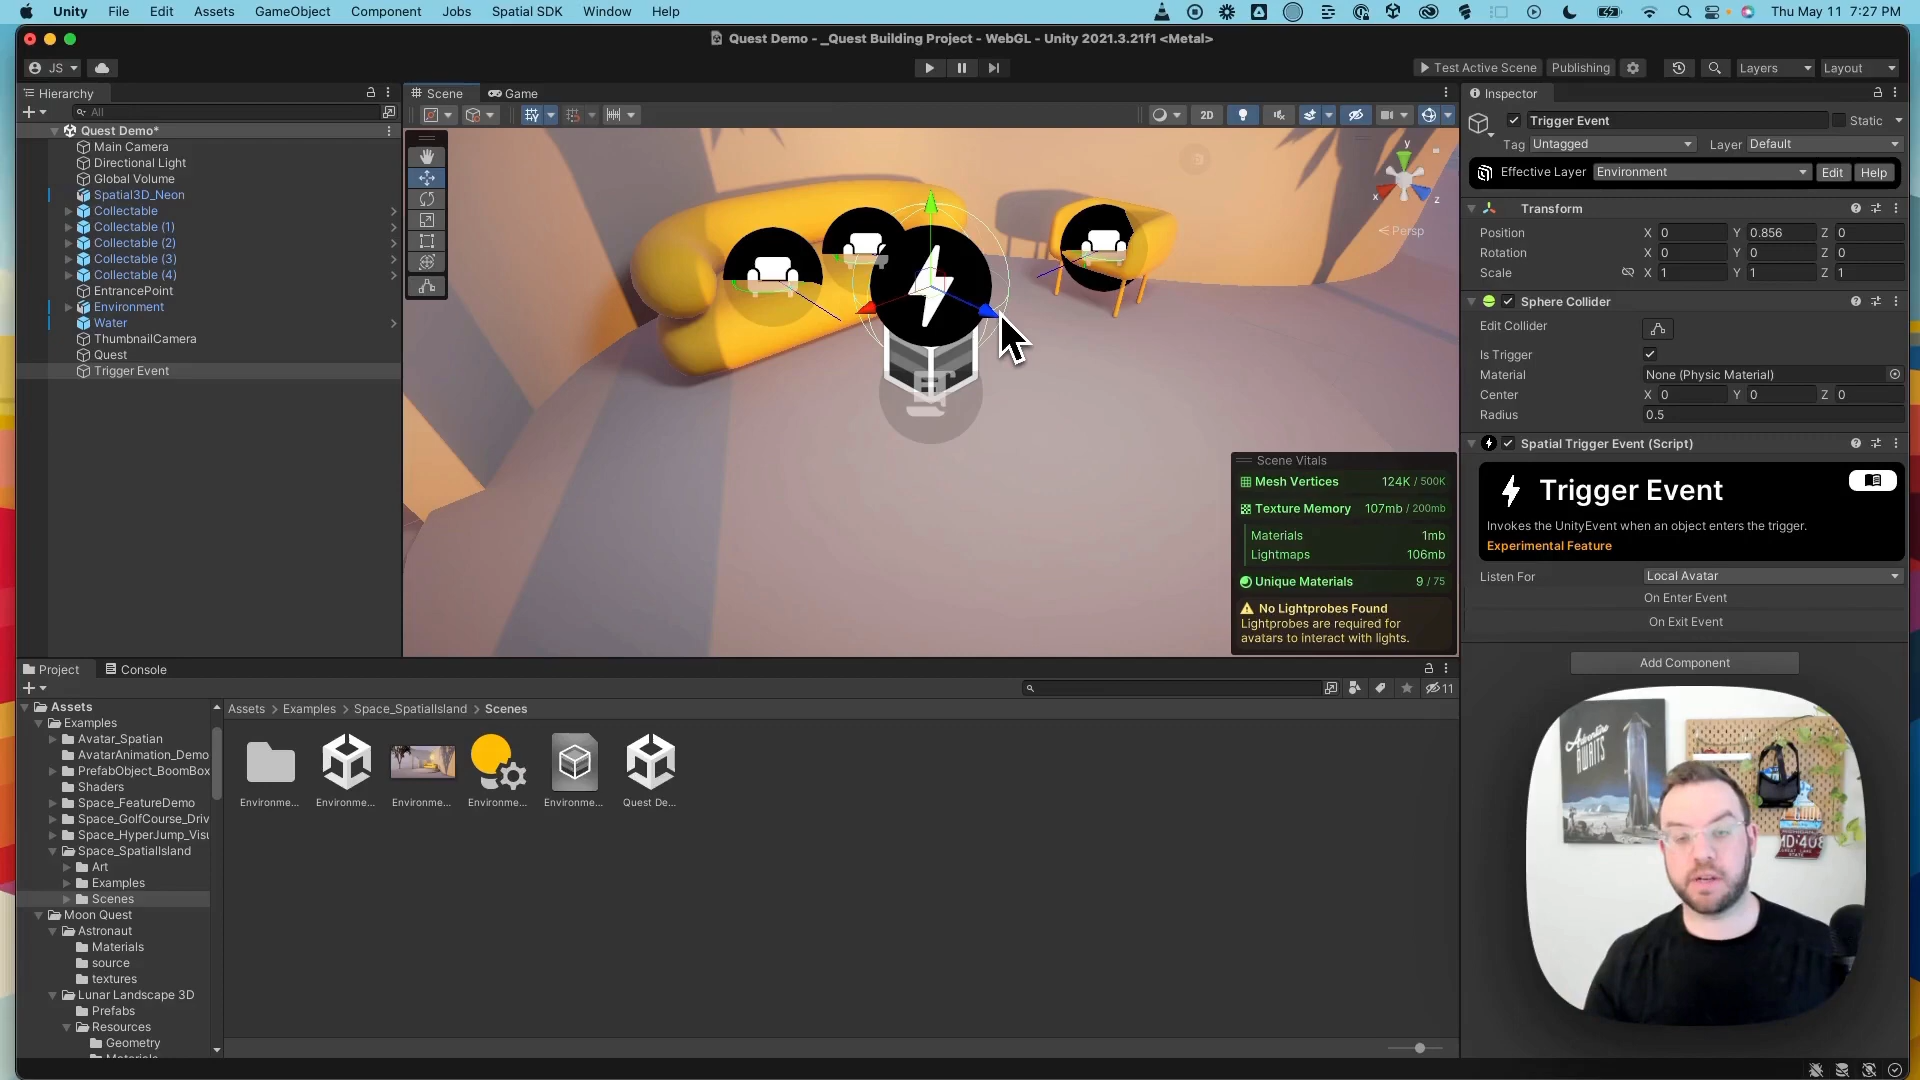 Unity File Edit Assets GameObject Component Jobs Spatial SDK Window Help Thu May 11 7:27 PM
Quest Demo - _Quest Building Project - WebGL - Unity 2021.3.21f1 <Metal>
JS
Test Active Scene Publishing Layers Layout
Hierarchy
All
Quest Demo*
Main Camera
Directional Light
Global Volume
Spatial3D_Neon
Collectable
Collectable (1)
Collectable (2)
Collectable (3)
Collectable (4)
EntrancePoint
Environment
Water
ThumbnailCamera
Quest
Trigger Event
Scene Game
2D
y
x
z
Persp
Scene Vitals
Mesh Vertices 124K / 500K
Texture Memory 107mb / 200mb
Materials 1mb
Lightmaps 106mb
Unique Materials 9 / 75
No Lightprobes Found
Lightprobes are required for
avatars to interact with lights.
Inspector
Trigger Event Static
Tag Untagged Layer Default
Effective Layer Environment Edit Help
Transform
Position X 0 Y 0.856 Z 0
Rotation X 0 Y 0 Z 0
Scale X 1 Y 1 Z 1
Sphere Collider
Edit Collider
Is Trigger
Material None (Physic Material)
Center X 0 Y 0 Z 0
Radius 0.5
Spatial Trigger Event (Script)
Trigger Event
Invokes the UnityEvent when an object enters the trigger.
Experimental Feature
Listen For Local Avatar
On Enter Event
On Exit Event
Add Component
Project Console
11
Assets
Examples
Avatar_Spatian
AvatarAnimation_Demo
PrefabObject_BoomBox
Shaders
Space_FeatureDemo
Space_GolfCourse_Driv
Space_HyperJump_Visu
Space_SpatialIsland
Art
Examples
Scenes
Moon Quest
Astronaut
Materials
source
textures
Lunar Landscape 3D
Prefabs
Resources
Geometry
Assets > Examples > Space_SpatialIsland > Scenes
Environme... Environme... Environme... Environme... Environme... Quest De...
Adventure
AWAITS